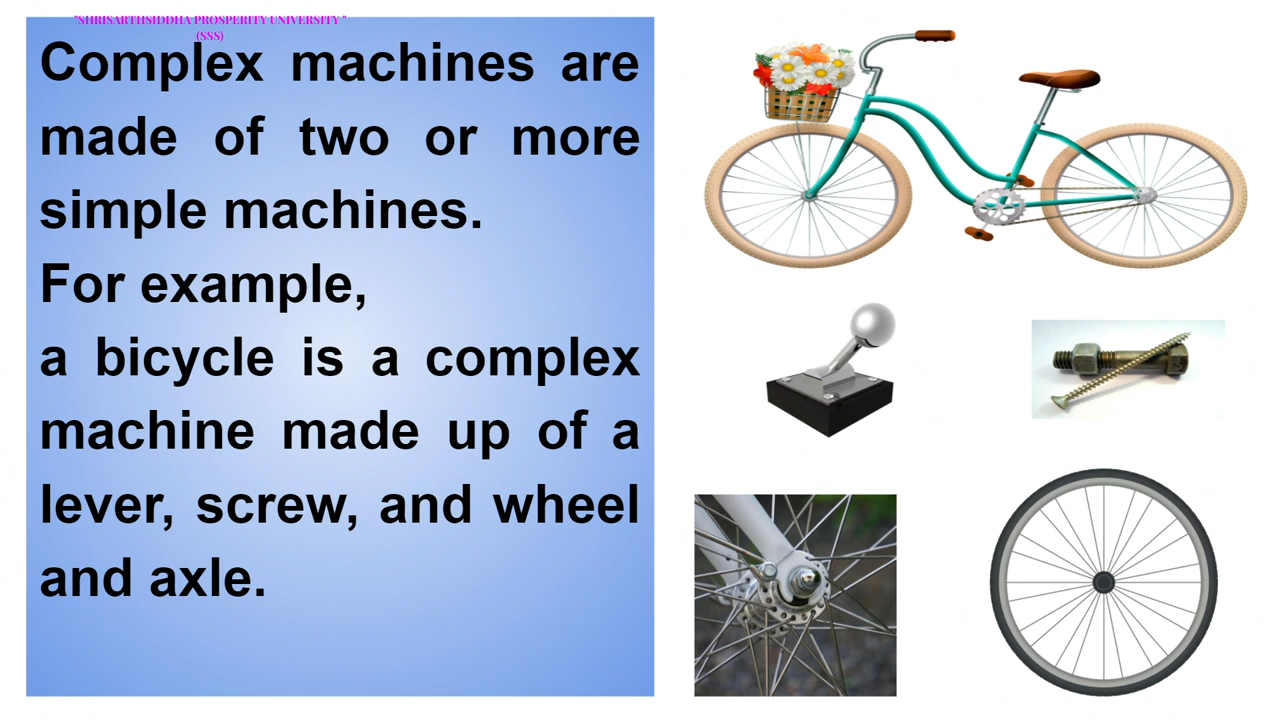 "SHRISARTHSIDDHA PROSPERITY UNIVERSITY "
(SSS)
Complex machines are
made of two or more
simple machines.
For example,
a bicycle is a complex
machine made up of a
lever, screw, and wheel
and axle.